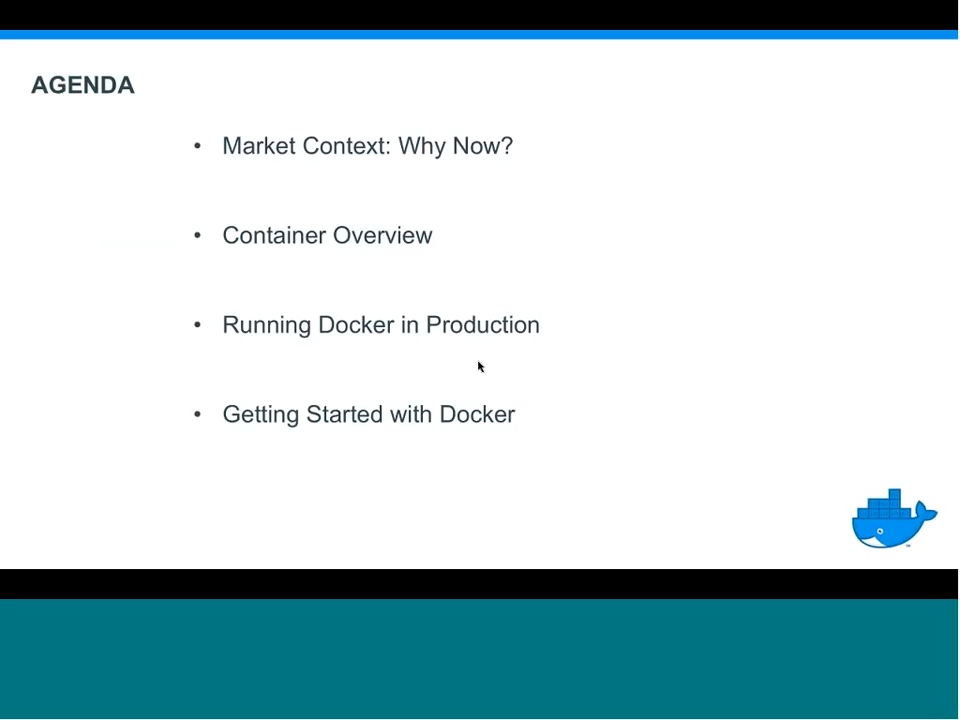 AGENDA
• Market Context: Why Now?
• Container Overview
• Running Docker in Production
• Getting Started with Docker